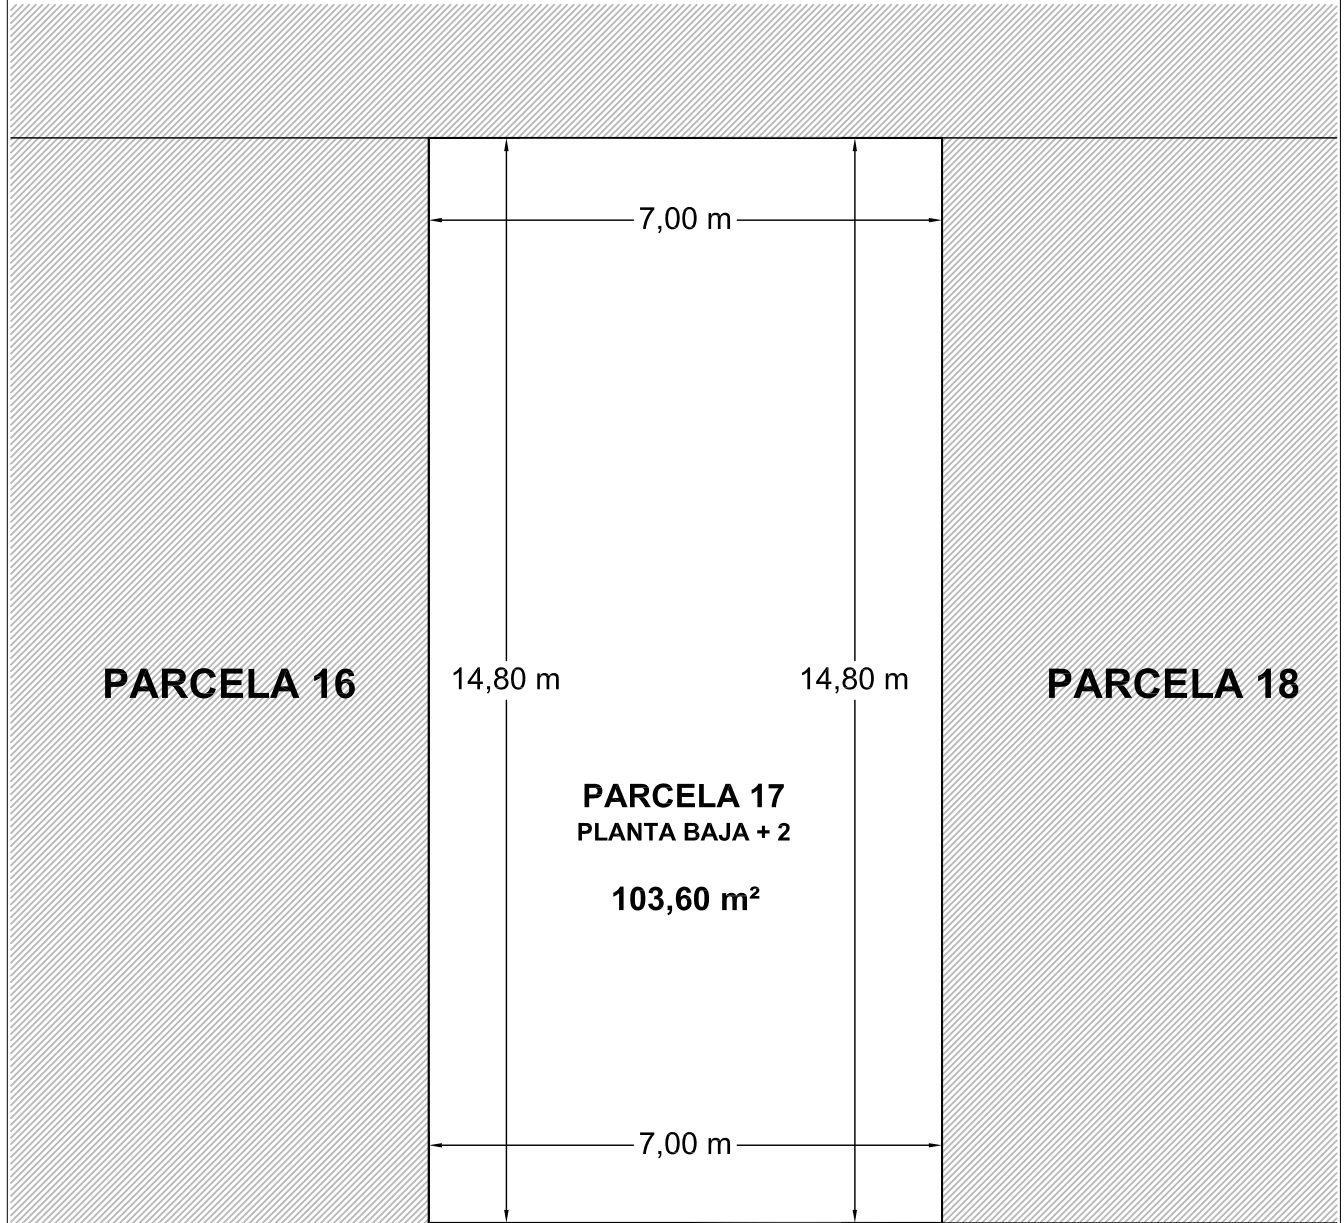 7,00 m
PARCELA 16
14,80 m
14,80 m
PARCELA 18
PARCELA 17
PLANTA BAJA + 2
103,60 m²
7,00 m